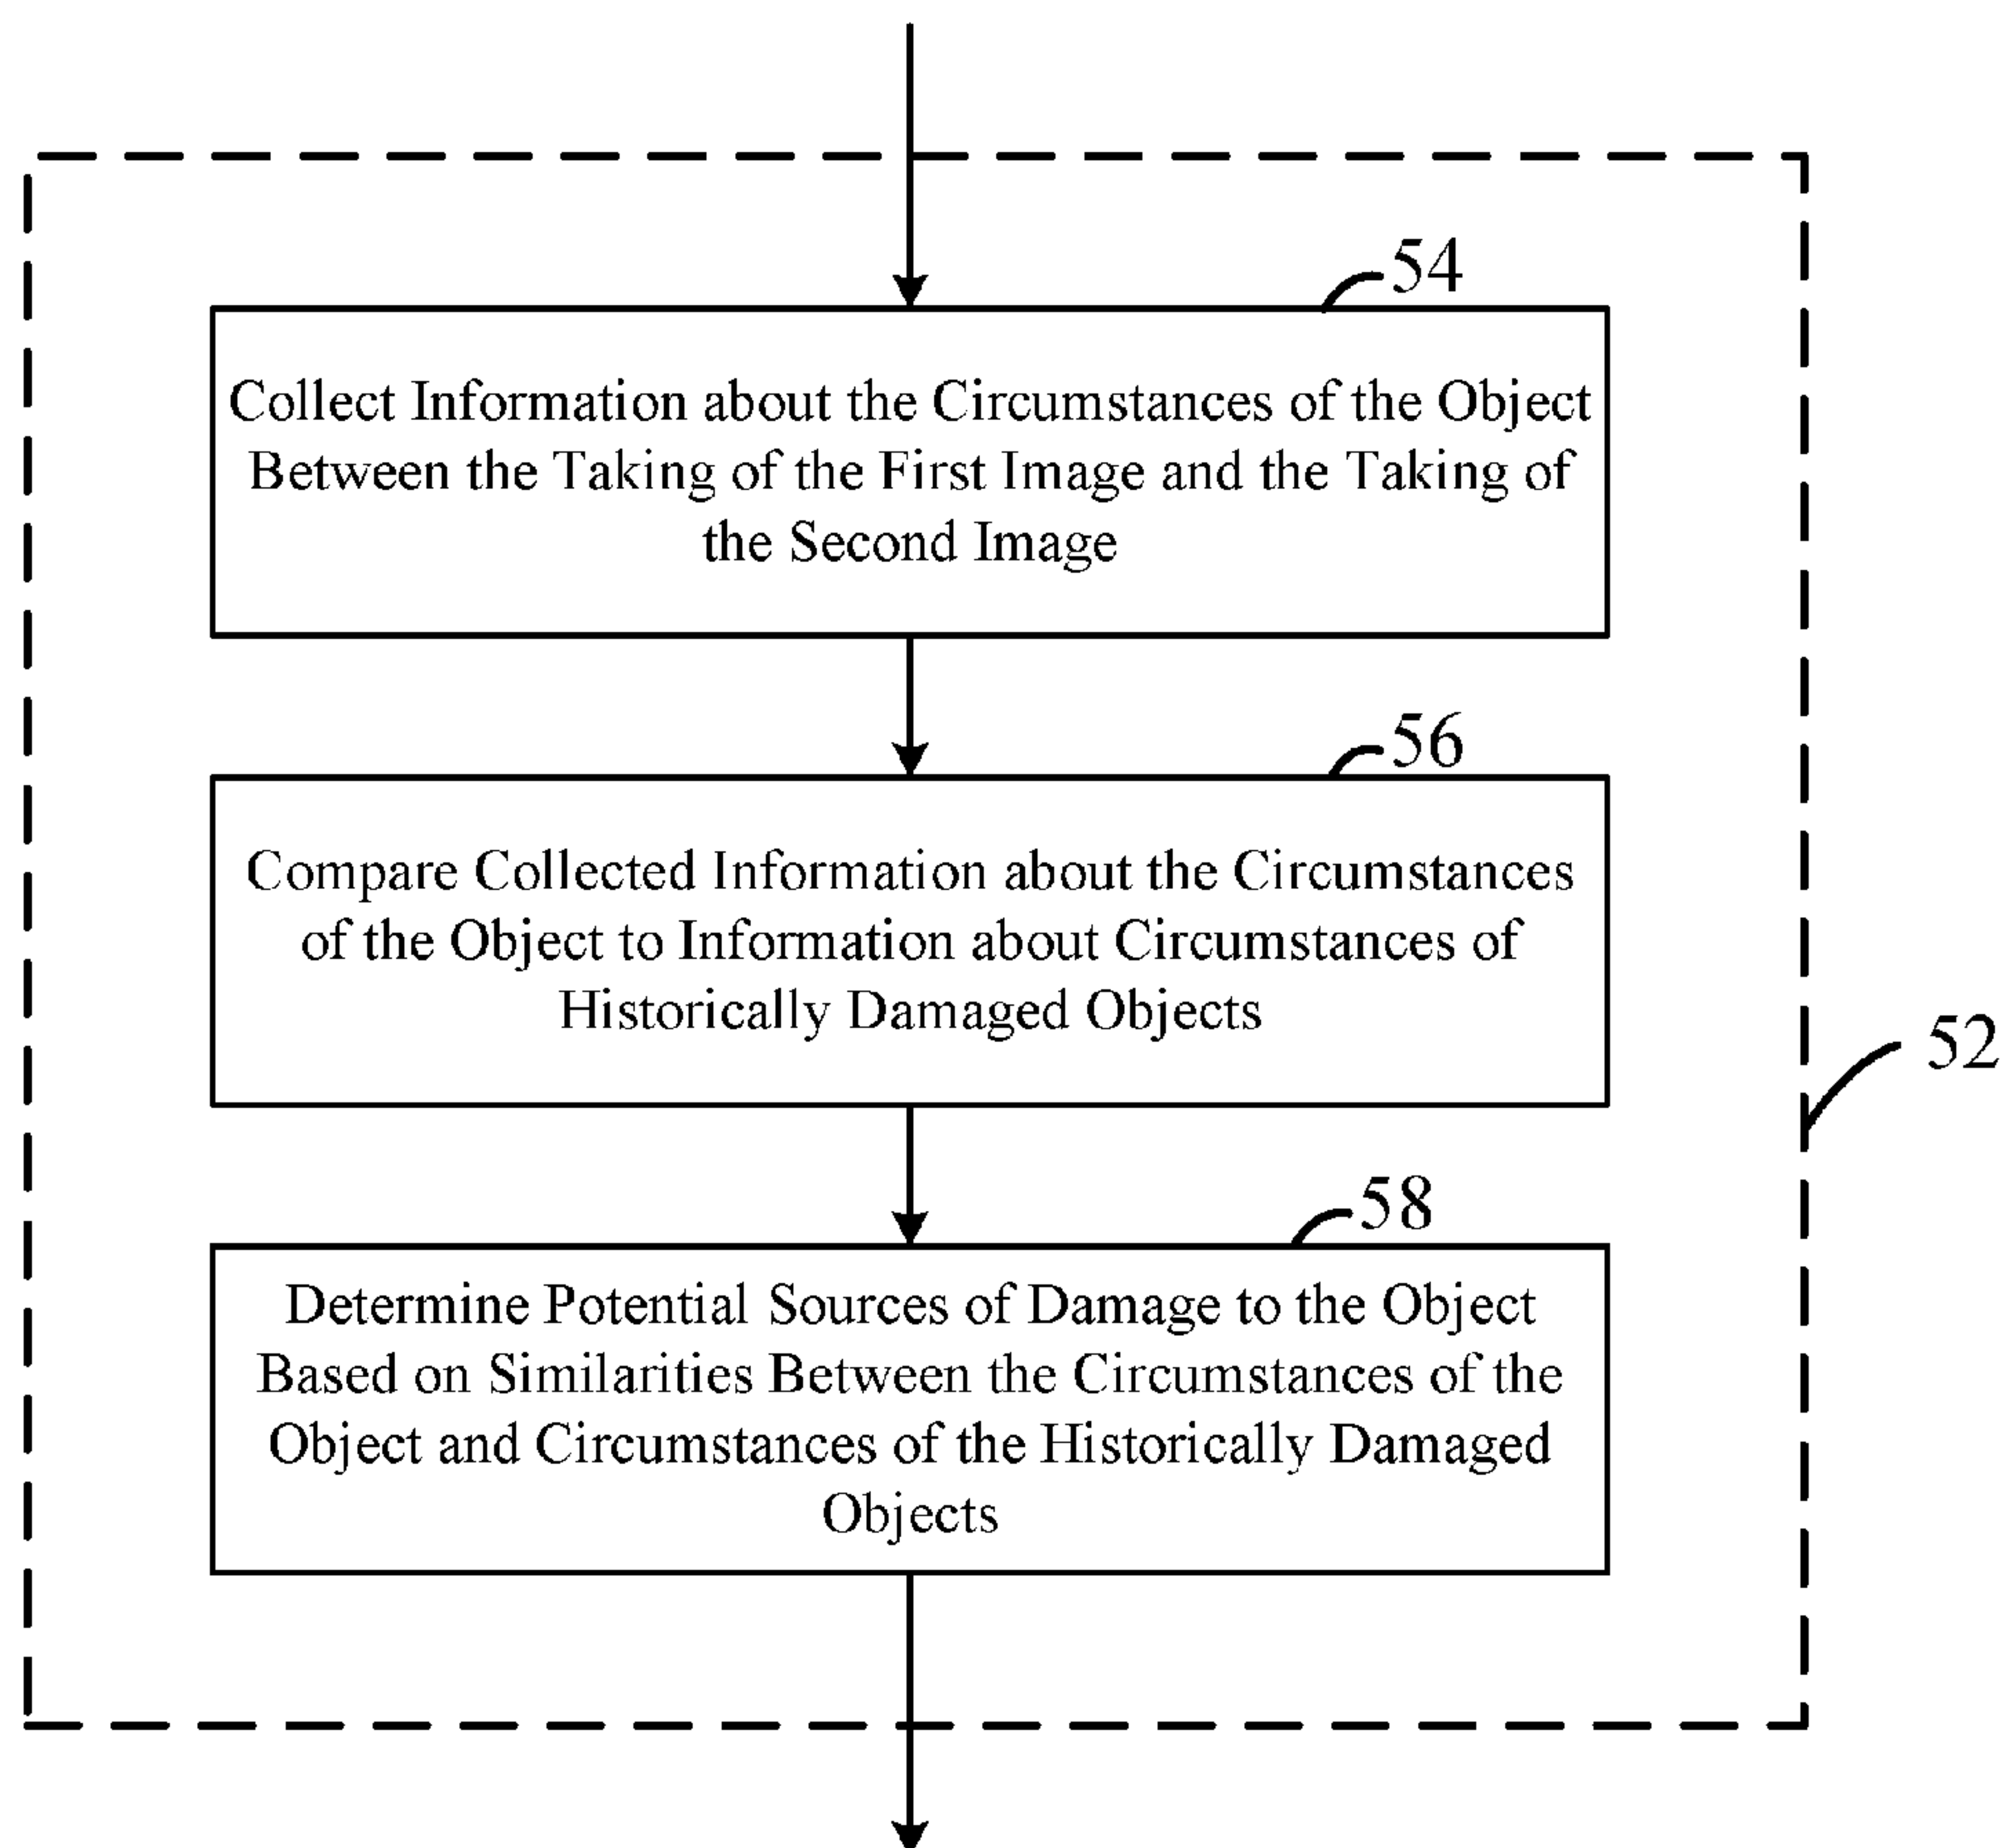 54
Collect Information about the Circumstances of the Object
Between the Taking of the First Image and the Taking of
the Second Image
56
Compare Collected Information about the Circumstances
of the Object to Information about Circumstances of
Historically Damaged Objects
52
58
Determine Potential Sources of Damage to the Object
Based on Similarities Between the Circumstances of the
Object and Circumstances of the Historically Damaged
Objects